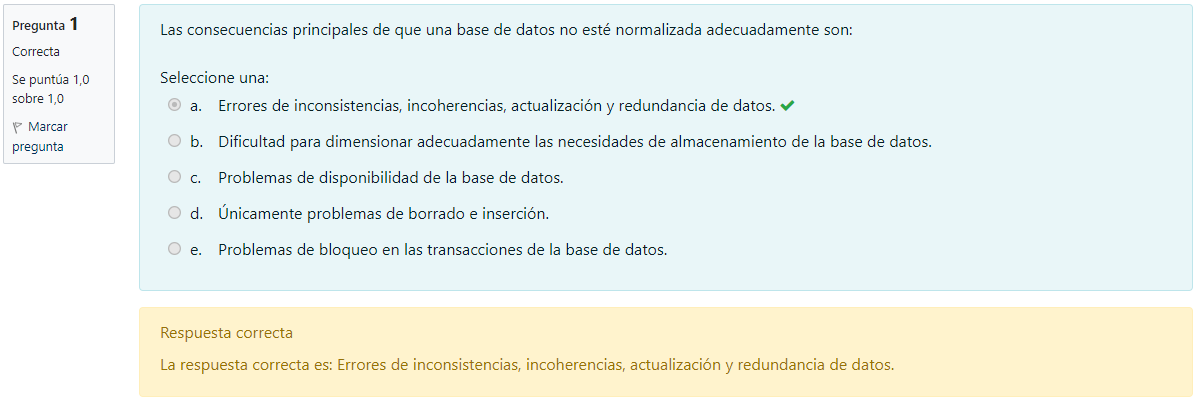 Pregunta 1
Correcta
Se puntúa 1,0
sobre 1,0
Marcar
pregunta
Las consecuencias principales de que una base de datos no esté normalizada adecuadamente son:
Seleccione una:
a. Errores de inconsistencias, incoherencias, actualización y redundancia de datos.
b. Dificultad para dimensionar adecuadamente las necesidades de almacenamiento de la base de datos.
c. Problemas de disponibilidad de la base de datos.
d. Únicamente problemas de borrado e inserción.
e. Problemas de bloqueo en las transacciones de la base de datos.
Respuesta correcta
La respuesta correcta es: Errores de inconsistencias, incoherencias, actualización y redundancia de datos.